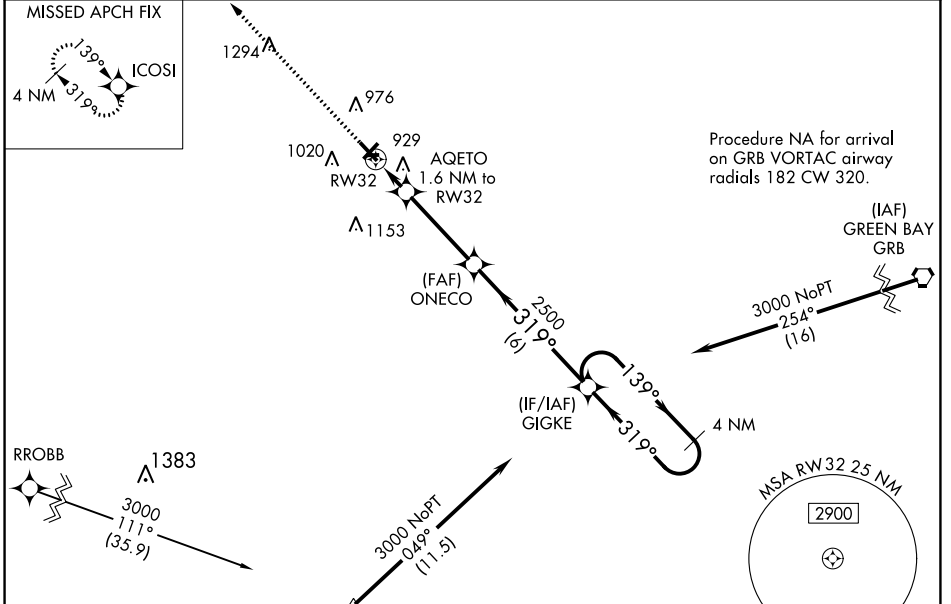 MISSED APCH FIX
139°
ICOSI
4 NM
319°
1294
976
929
1020
RW32
AQETO
1.6 NM to
RW32
1153
Procedure NA for arrival
on GRB VORTAC airway
radials 182 CW 320.
(IAF)
GREEN BAY
GRB
3000 NoPT
254°
(16)
(FAF)
ONECO
2500
319°
(6)
(IF/IAF)
GIGKE
139°
319°
4 NM
RROBB
1383
3000
111°
(35.9)
3000 NoPT
049°
(11.5)
MSA RW32 25 NM
2900